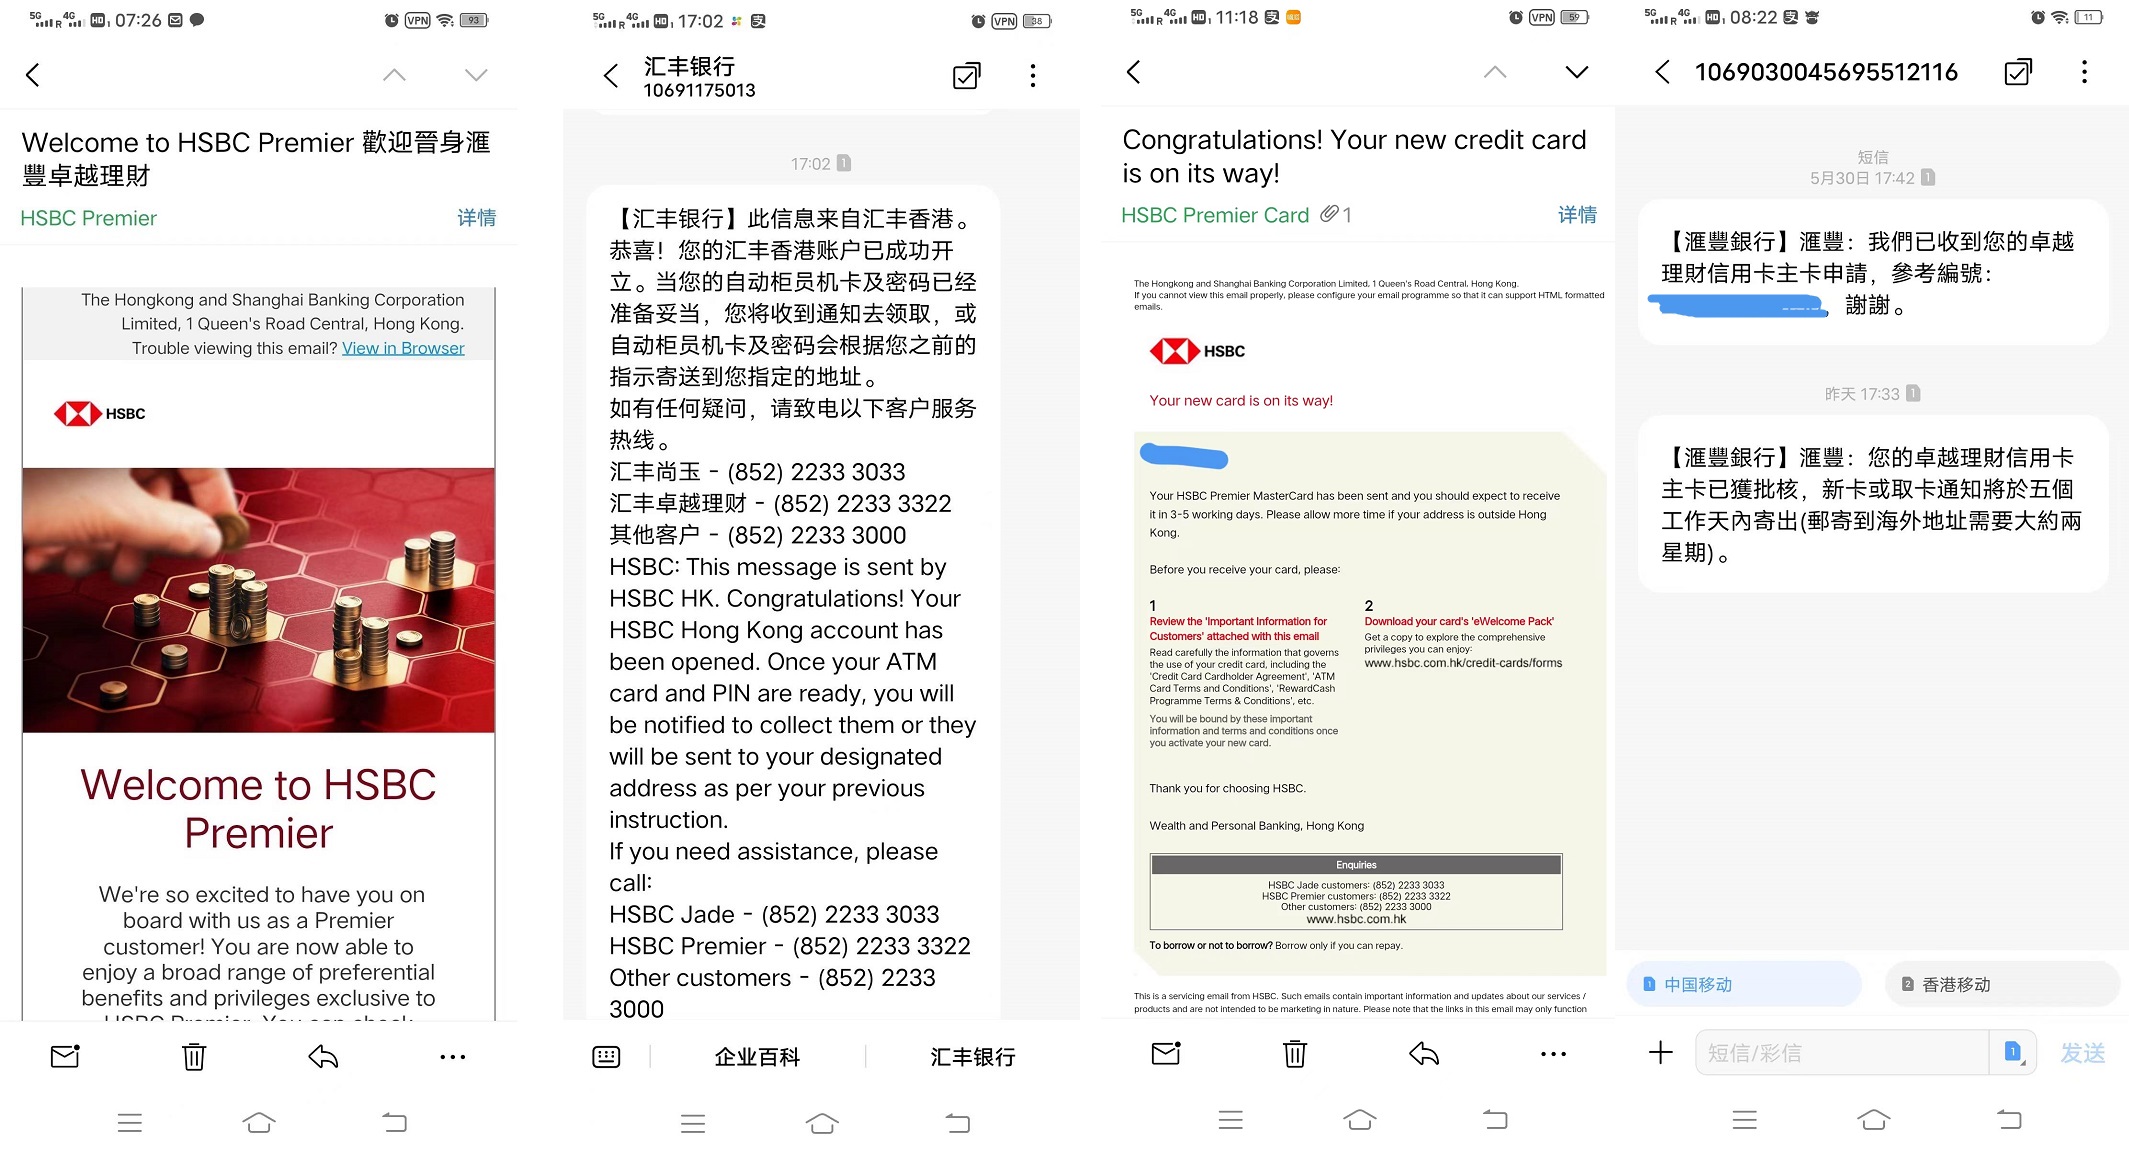 07:26
VPN
93
Welcome to HSBC Premier 歡迎晉身滙
豐卓越理財
HSBC Premier
详情
The Hongkong and Shanghai Banking Corporation
Limited, 1 Queen's Road Central, Hong Kong.
Trouble viewing this email? View in Browser
HSBC
Welcome to HSBC
Premier
We're so excited to have you on
board with us as a Premier
customer! You are now able to
enjoy a broad range of preferential
benefits and privileges exclusive to
HSBC Premier. You can check
17:02
VPN
38
汇丰银行
10691175013
17:02 1
【汇丰银行】此信息来自汇丰香港。
恭喜！您的汇丰香港账户已成功开
立。当您的自动柜员机卡及密码已经
准备妥当，您将收到通知去领取，或
自动柜员机卡及密码会根据您之前的
指示寄送到您指定的地址。
如有任何疑问，请致电以下客户服务
热线。
汇丰尚玉 - (852) 2233 3033
汇丰卓越理财 - (852) 2233 3322
其他客户 - (852) 2233 3000
HSBC: This message is sent by
HSBC HK. Congratulations! Your
HSBC Hong Kong account has
been opened. Once your ATM
card and PIN are ready, you will
be notified to collect them or they
will be sent to your designated
address as per your previous
instruction.
If you need assistance, please
call:
HSBC Jade - (852) 2233 3033
HSBC Premier - (852) 2233 3322
Other customers - (852) 2233
3000
企业百科
汇丰银行
11:18
VPN
59
Congratulations! Your new credit card
is on its way!
HSBC Premier Card 1
详情
The Hongkong and Shanghai Banking Corporation Limited, 1 Queen's Road Central, Hong Kong.
If you cannot view this email properly, please configure your email programme so that it can support HTML formatted
emails.
HSBC
Your new card is on its way!
Your HSBC Premier MasterCard has been sent and you should expect to receive
it in 3-5 working days. Please allow more time if your address is outside Hong
Kong.
Before you receive your card, please:
1
Review the 'Important Information for
Customers' attached with this email
Read carefully the information that governs
the use of your credit card, including the
'Credit Card Cardholder Agreement', 'ATM
Card Terms and Conditions', 'RewardCash
Programme Terms & Conditions', etc.
You will be bound by these important
information and terms and conditions once
you activate your new card.
2
Download your card's 'eWelcome Pack'
Get a copy to explore the comprehensive
privileges you can enjoy:
www.hsbc.com.hk/credit-cards/forms
Thank you for choosing HSBC.
Wealth and Personal Banking, Hong Kong
Enquiries
HSBC Jade customers: (852) 2233 3033
HSBC Premier customers: (852) 2233 3322
Other customers: (852) 2233 3000
www.hsbc.com.hk
To borrow or not to borrow? Borrow only if you can repay.
This is a servicing email from HSBC. Such emails contain important information and updates about our services /
products and are not intended to be marketing in nature. Please note that the links in this email may only function
08:22
11
1069030045695512116
短信
5月30日 17:42 1
【滙豐銀行】滙豐：我們已收到您的卓越
理財信用卡主卡申請，參考編號：
，謝謝。
昨天 17:33 1
【滙豐銀行】滙豐：您的卓越理財信用卡
主卡已獲批核，新卡或取卡通知將於五個
工作天內寄出(郵寄到海外地址需要大約兩
星期)。
1 中国移动
2 香港移动
短信/彩信
1
发送